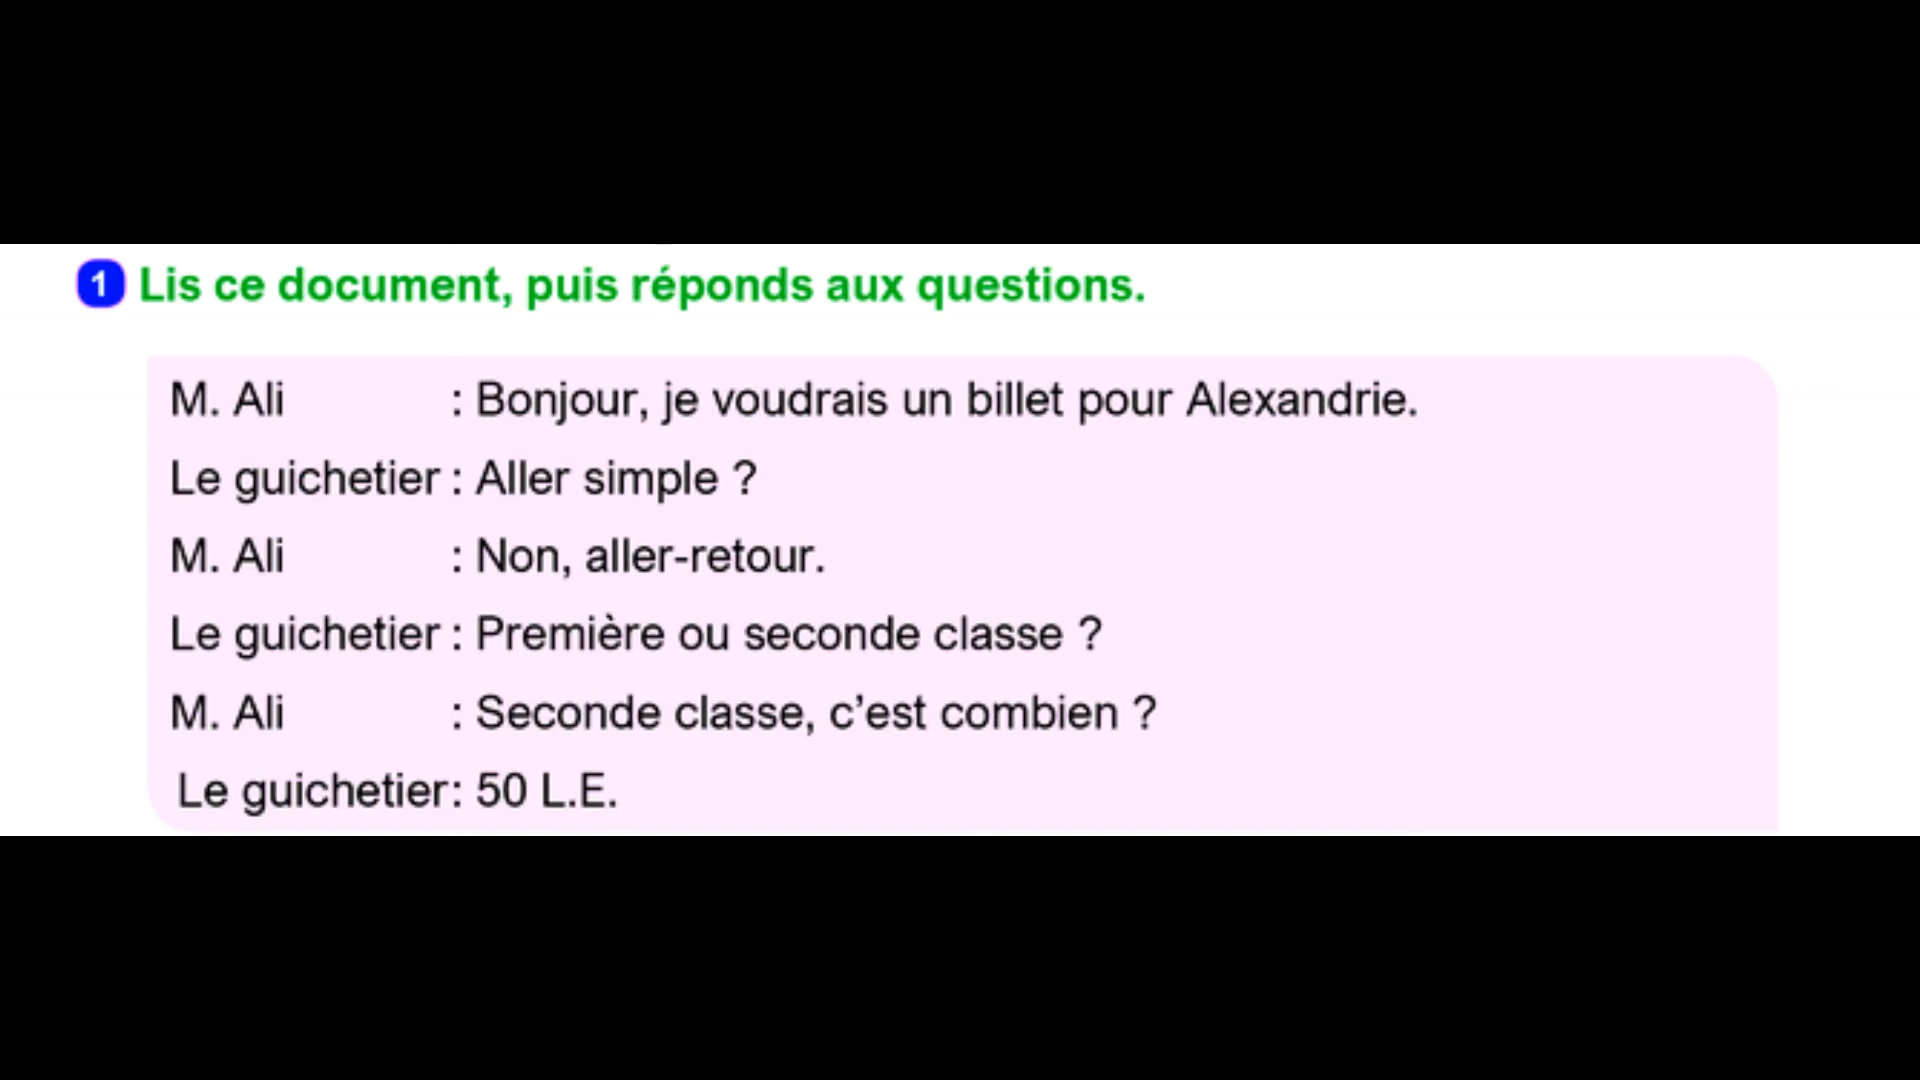 1 Lis ce document, puis réponds aux questions.
M. Ali : Bonjour, je voudrais un billet pour Alexandrie.
Le guichetier : Aller simple ?
M. Ali : Non, aller-retour.
Le guichetier : Première ou seconde classe ?
M. Ali : Seconde classe, c’est combien ?
Le guichetier: 50 L.E.